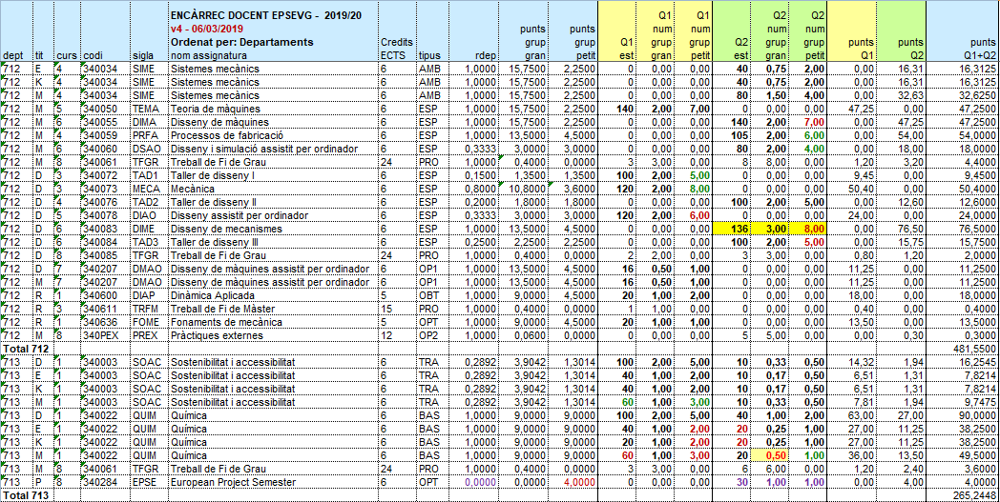 ENCÀRREC DOCENT EPSEVG - 2019/20
v4 - 06/03/2019
Ordenat per: Departaments
dept tit curs codi sigla nom assignatura Credits ECTS tipus rdep punts grup gran punts grup petit Q1 est Q1 num grup gran Q1 num grup petit Q2 est Q2 num grup gran Q2 num grup petit punts Q1 punts Q2 punts Q1+Q2
712 E 4 340034 SIME Sistemes mecànics 6 AMB 1,0000 15,7500 2,2500 0 0,00 0,00 40 0,75 2,00 0,00 16,31 16,3125
712 K 4 340034 SIME Sistemes mecànics 6 AMB 1,0000 15,7500 2,2500 0 0,00 0,00 40 0,75 2,00 0,00 16,31 16,3125
712 M 4 340034 SIME Sistemes mecànics 6 AMB 1,0000 15,7500 2,2500 0 0,00 0,00 80 1,50 4,00 0,00 32,63 32,6250
712 M 5 340050 TEMA Teoria de màquines 6 ESP 1,0000 15,7500 2,2500 140 2,00 7,00 0 0,00 0,00 47,25 0,00 47,2500
712 M 6 340055 DIMA Disseny de màquines 6 ESP 1,0000 15,7500 2,2500 0 0,00 0,00 140 2,00 7,00 0,00 47,25 47,2500
712 M 4 340059 PRFA Processos de fabricació 6 ESP 1,0000 13,5000 4,5000 0 0,00 0,00 105 2,00 6,00 0,00 54,00 54,0000
712 M 6 340060 DSAO Disseny i simulació assistit per ordinador 6 ESP 0,3333 3,0000 3,0000 0 0,00 0,00 80 2,00 4,00 0,00 18,00 18,0000
712 M 8 340061 TFGR Treball de Fi de Grau 24 PRO 1,0000 0,4000 0,0000 3 3,00 0,00 8 8,00 0,00 1,20 3,20 4,4000
712 D 3 340072 TAD1 Taller de disseny I 6 ESP 0,1500 1,3500 1,3500 100 2,00 5,00 0 0,00 0,00 9,45 0,00 9,4500
712 D 3 340073 MECA Mecànica 6 ESP 0,8000 10,8000 3,6000 120 2,00 8,00 0 0,00 0,00 50,40 0,00 50,4000
712 D 4 340076 TAD2 Taller de disseny II 6 ESP 0,2000 1,8000 1,8000 0 0,00 0,00 100 2,00 5,00 0,00 12,60 12,6000
712 D 5 340078 DIAO Disseny assistit per ordinador 6 ESP 0,3333 3,0000 3,0000 120 2,00 6,00 0 0,00 0,00 24,00 0,00 24,0000
712 D 6 340083 DIME Disseny de mecanismes 6 ESP 1,0000 13,5000 4,5000 0 0,00 0,00 136 3,00 8,00 0,00 76,50 76,5000
712 D 6 340084 TAD3 Taller de disseny III 6 ESP 0,2500 2,2500 2,2500 0 0,00 0,00 100 2,00 5,00 0,00 15,75 15,7500
712 D 8 340085 TFGR Treball de Fi de Grau 24 PRO 1,0000 0,4000 0,0000 2 2,00 0,00 3 3,00 0,00 0,80 1,20 2,0000
712 D 7 340207 DMAO Disseny de màquines assistit per ordinador 6 OP1 1,0000 13,5000 4,5000 16 0,50 1,00 0 0,00 0,00 11,25 0,00 11,2500
712 M 7 340207 DMAO Disseny de màquines assistit per ordinador 6 OP1 1,0000 13,5000 4,5000 16 0,50 1,00 0 0,00 0,00 11,25 0,00 11,2500
712 R 1 340600 DIAP Dinàmica Aplicada 5 OBT 1,0000 9,0000 4,5000 20 1,00 2,00 0 0,00 0,00 18,00 0,00 18,0000
712 R 3 340611 TRFM Treball de Fi de Màster 15 PRO 1,0000 0,4000 0,0000 1 1,00 0,00 0 0,00 0,00 0,40 0,00 0,4000
712 R 1 340636 FOME Fonaments de mecànica 5 OPT 1,0000 9,0000 4,5000 20 1,00 1,00 0 0,00 0,00 13,50 0,00 13,5000
712 M 8 340PEX PREX Pràctiques externes 12 OP2 1,0000 0,0600 0,0000 0 0,00 0,00 5 5,00 0,00 0,00 0,30 0,3000
Total 712 481,5500
713 D 1 340003 SOAC Sostenibilitat i accessibilitat 6 TRA 0,2892 3,9042 1,3014 100 2,00 5,00 10 0,33 0,50 14,32 1,94 16,2545
713 E 1 340003 SOAC Sostenibilitat i accessibilitat 6 TRA 0,2892 3,9042 1,3014 40 1,00 2,00 10 0,17 0,50 6,51 1,31 7,8214
713 K 1 340003 SOAC Sostenibilitat i accessibilitat 6 TRA 0,2892 3,9042 1,3014 40 1,00 2,00 10 0,17 0,50 6,51 1,31 7,8214
713 M 1 340003 SOAC Sostenibilitat i accessibilitat 6 TRA 0,2892 3,9042 1,3014 60 1,00 3,00 10 0,33 0,50 7,81 1,94 9,7475
713 D 1 340022 QUIM Química 6 BAS 1,0000 9,0000 9,0000 100 2,00 5,00 40 1,00 2,00 63,00 27,00 90,0000
713 E 1 340022 QUIM Química 6 BAS 1,0000 9,0000 9,0000 40 1,00 2,00 20 0,25 1,00 27,00 11,25 38,2500
713 K 1 340022 QUIM Química 6 BAS 1,0000 9,0000 9,0000 20 1,00 2,00 20 0,25 1,00 27,00 11,25 38,2500
713 M 1 340022 QUIM Química 6 BAS 1,0000 9,0000 9,0000 60 1,00 3,00 20 0,50 1,00 36,00 13,50 49,5000
713 M 8 340061 TFGR Treball de Fi de Grau 24 PRO 1,0000 0,4000 0,0000 3 3,00 0,00 6 6,00 0,00 1,20 2,40 3,6000
713 P 8 340284 EPSE European Project Semester 6 OPT 0,0000 0,0000 4,0000 0 0,00 0,00 30 1,00 1,00 0,00 4,00 4,0000
Total 713 265,2448